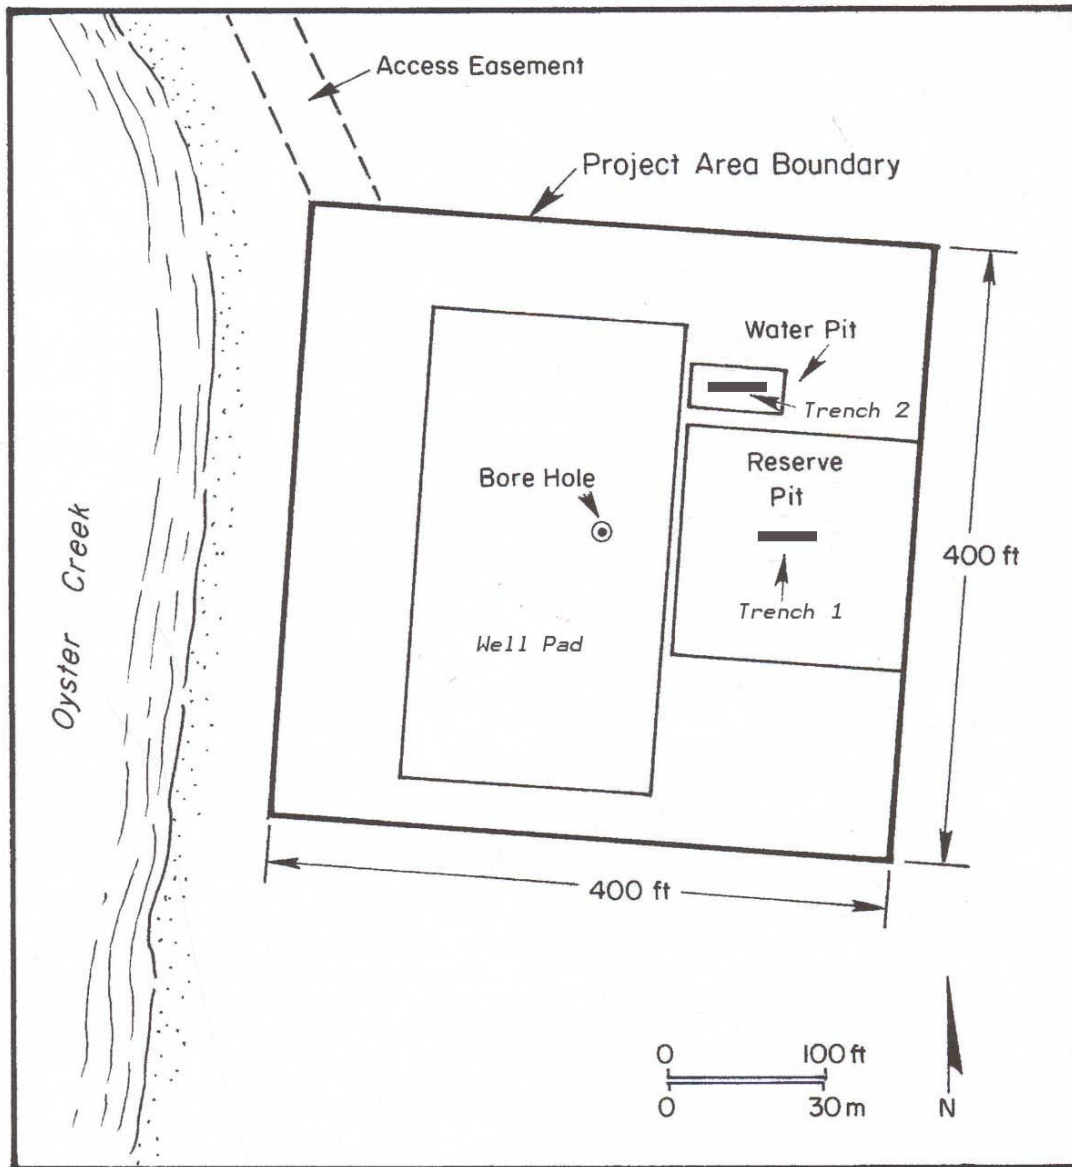 Access Easement
Project Area Boundary
Water Pit
Trench 2
Reserve
Pit
Bore Hole
400 ft
Trench 1
Well Pad
Oyster Creek
400 ft
0 100 ft
0 30 m
N